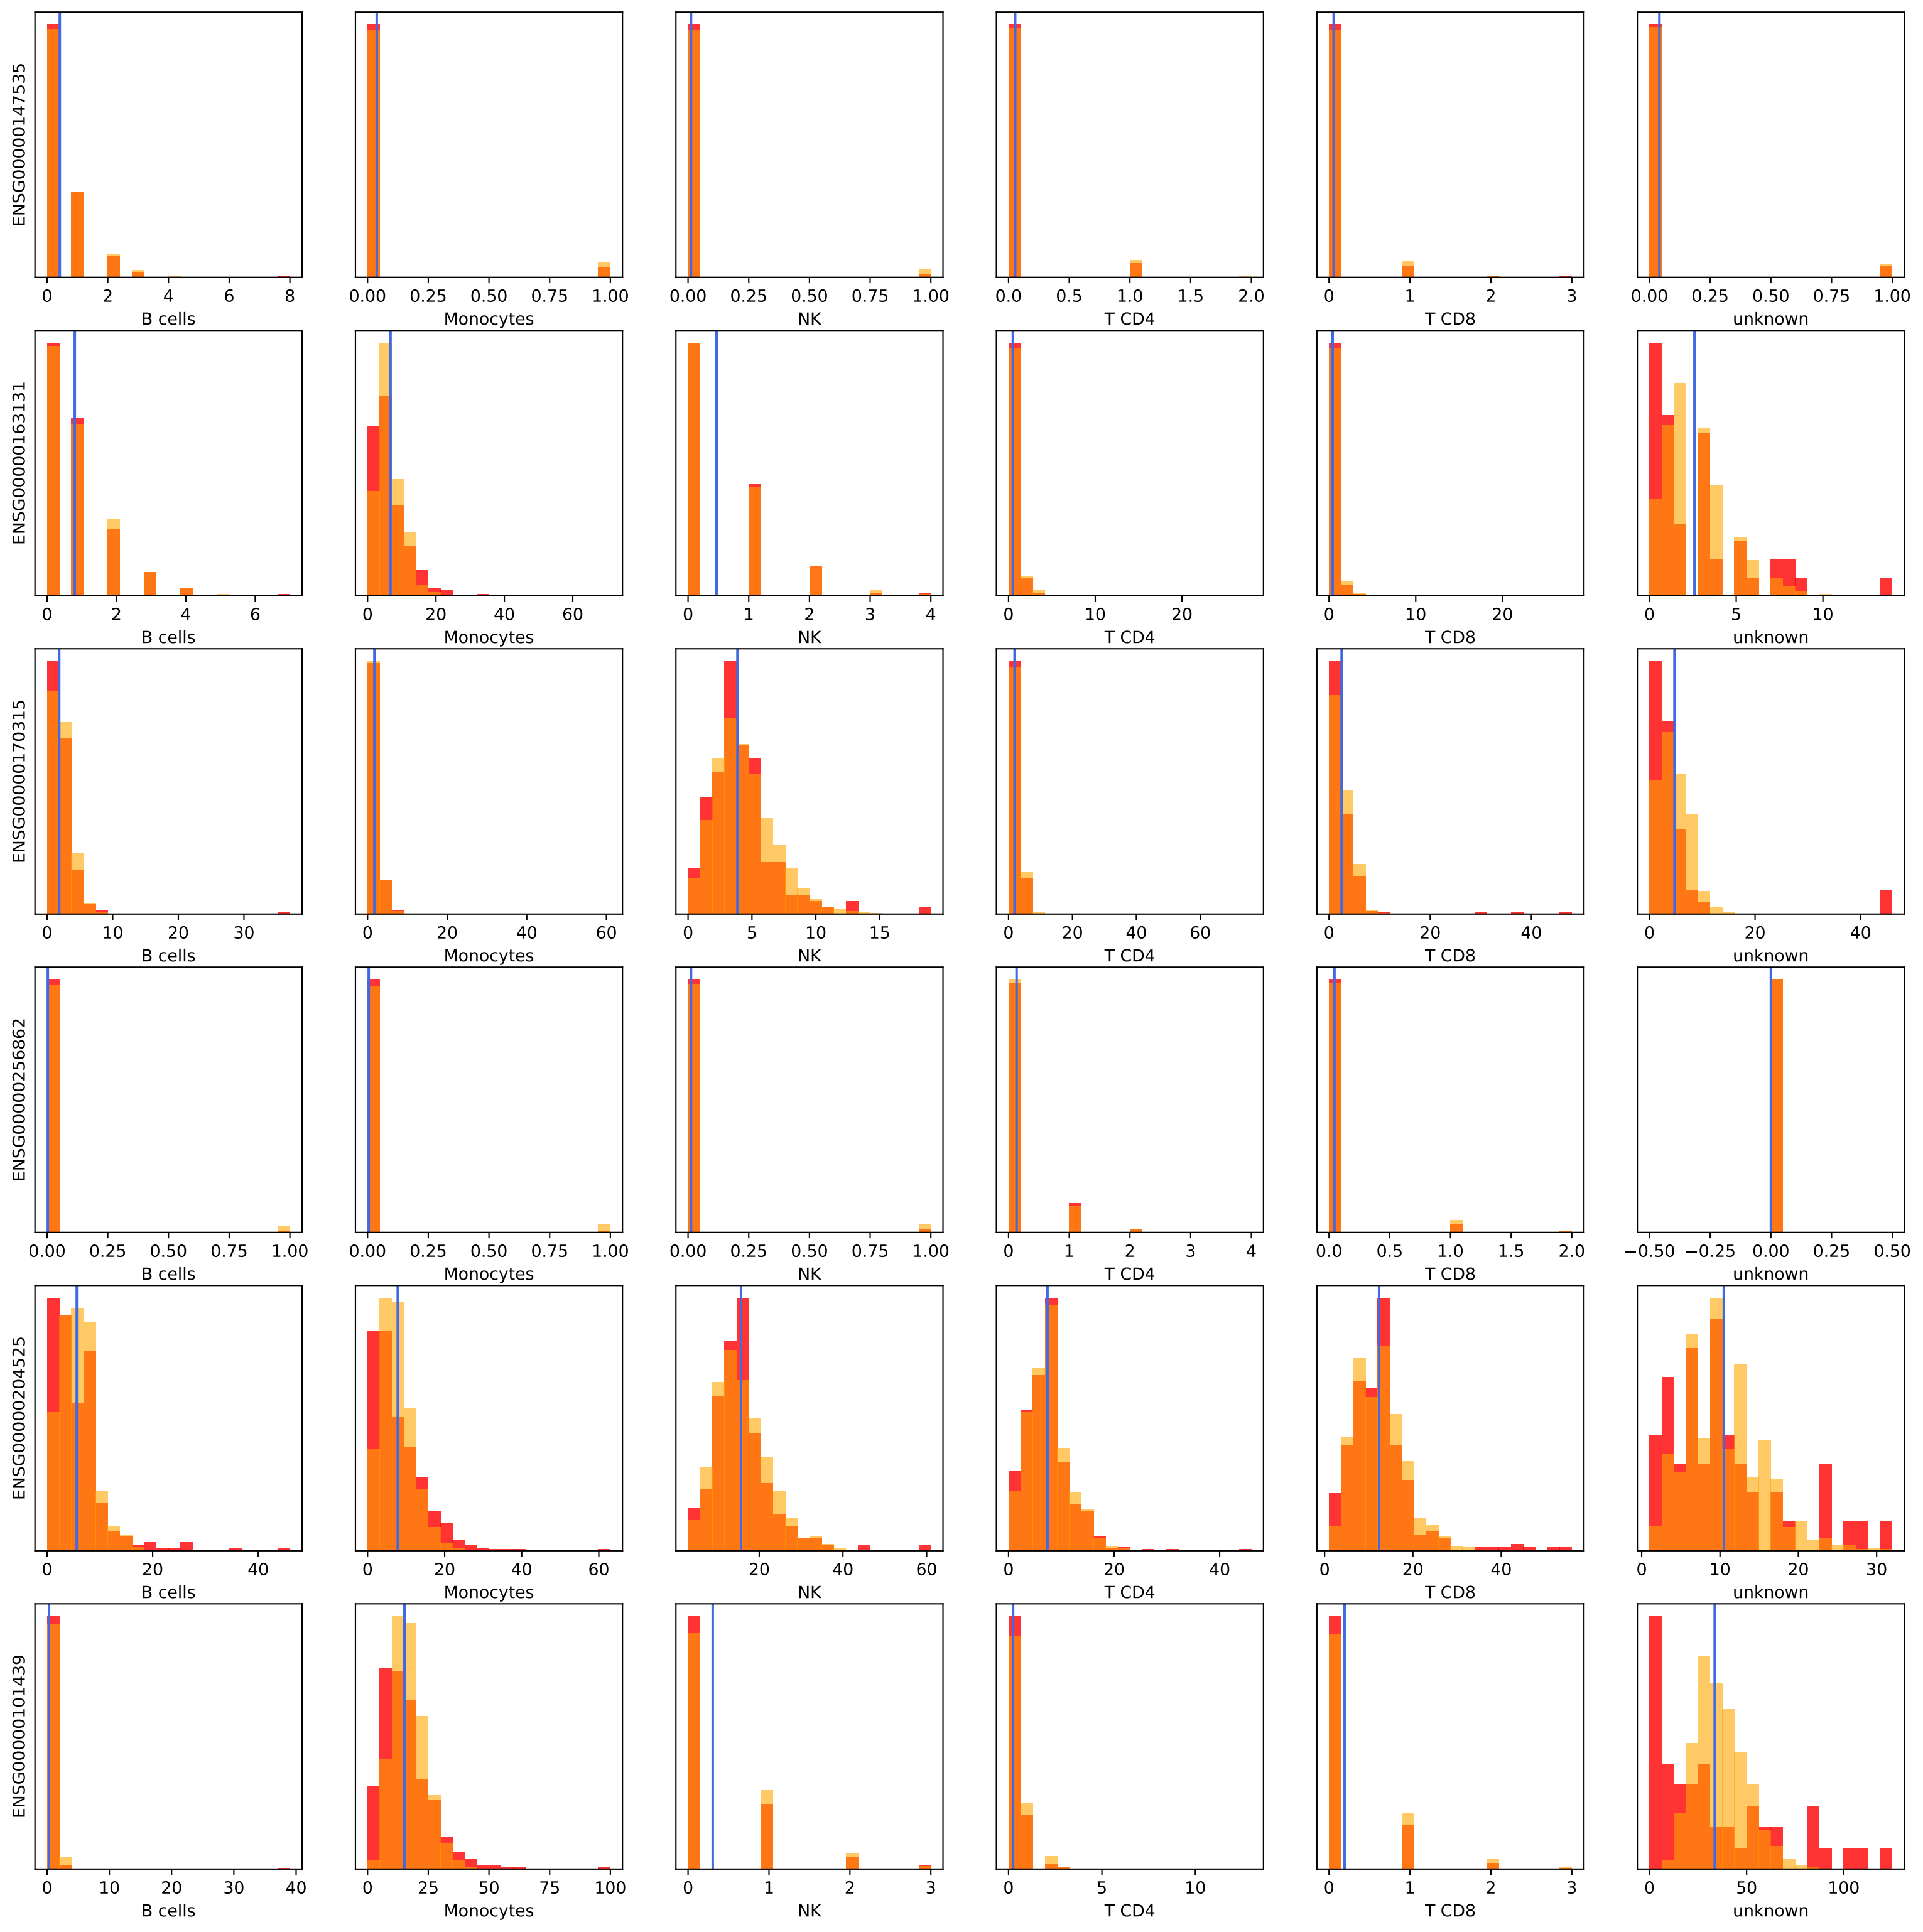 ENSG00000147535
0 2 4 6 8
B cells
0.00 0.25 0.50 0.75 1.00
Monocytes
0.00 0.25 0.50 0.75 1.00
NK
0.0 0.5 1.0 1.5 2.0
T CD4
0 1 2 3
T CD8
0.00 0.25 0.50 0.75 1.00
unknown
ENSG00000163131
0 2 4 6
B cells
0 20 40 60
Monocytes
0 1 2 3 4
NK
0 10 20
T CD4
0 10 20
T CD8
0 5 10
unknown
ENSG00000170315
0 10 20 30
B cells
0 20 40 60
Monocytes
0 5 10 15
NK
0 20 40 60
T CD4
0 20 40
T CD8
0 20 40
unknown
ENSG00000256862
0.00 0.25 0.50 0.75 1.00
B cells
0.00 0.25 0.50 0.75 1.00
Monocytes
0.00 0.25 0.50 0.75 1.00
NK
0 1 2 3 4
T CD4
0.0 0.5 1.0 1.5 2.0
T CD8
−0.50 −0.25 0.00 0.25 0.50
unknown
ENSG00000204525
0 20 40
B cells
0 20 40 60
Monocytes
20 40 60
NK
0 20 40
T CD4
0 20 40
T CD8
0 10 20 30
unknown
ENSG00000101439
0 10 20 30 40
B cells
0 25 50 75 100
Monocytes
0 1 2 3
NK
0 5 10
T CD4
0 1 2 3
T CD8
0 50 100
unknown